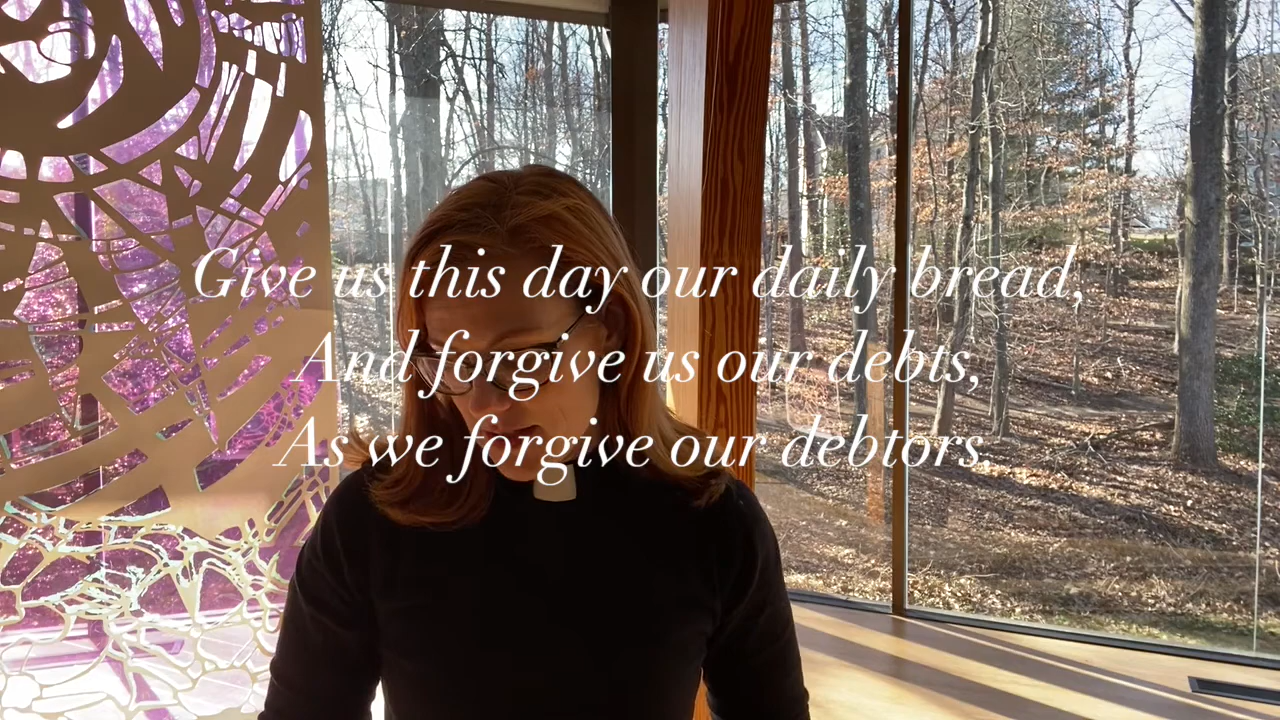 Give us this day our daily bread,
And forgive us our debts,
As we forgive our debtors.